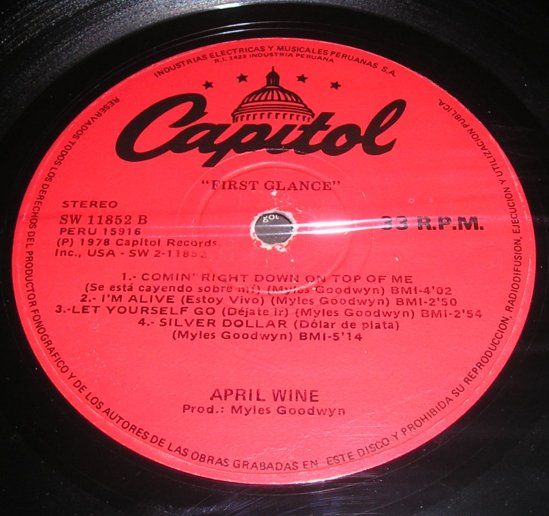 INDUSTRIAS ELECTRICAS Y MUSICALES PERUANAS S.A.
R.I. 3423 INDUSTRIA PERUANA
Capitol
"FIRST GLANCE"
STEREO
SW 11852 B
PERU 15916
(P) 1978 Capitol Records,
Inc., USA - SW 2-11852
33 R.P.M.
1.- COMIN' RIGHT DOWN ON TOP OF ME
(Se está cayendo sobre mí) (Myles Goodwyn) BMI-4'02
2.- I'M ALIVE (Estoy Vivo) (Myles Goodwyn) BMI-2'50
3.-LET YOURSELF GO (Déjate ir) (Myles Goodwyn) BMI-2'54
4.- SILVER DOLLAR (Dólar de plata)
(Myles Goodwyn) BMI-5'14
APRIL WINE
Prod.: Myles Goodwyn
RESERVADOS TODOS LOS DERECHOS DEL PRODUCTOR FONOGRAFICO Y DE LOS AUTORES DE LAS OBRAS GRABADAS EN ESTE DISCO Y PROHIBIDA SU REPRODUCCION, RADIODIFUSION, EJECUCION Y UTILIZACION PUBLICA.